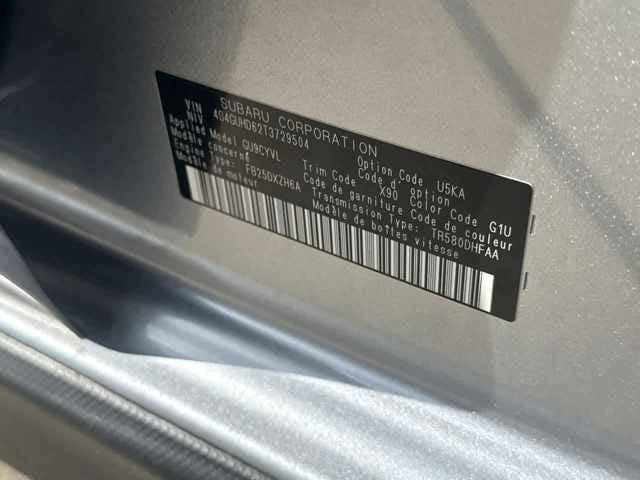 SUBARU CORPORATION
VIN
NIV 4S4GUHD62T3729504
Applied Model GU9CYVL Option Code U5KA
concerné Code d' option
Engine Type: FB25DXZH6A Trim Code X90 Color Code G1U
de moteur Code de garniture Code de couleur
Transmission Type: TR580DHFAA
Modèle de boîtes vitesse